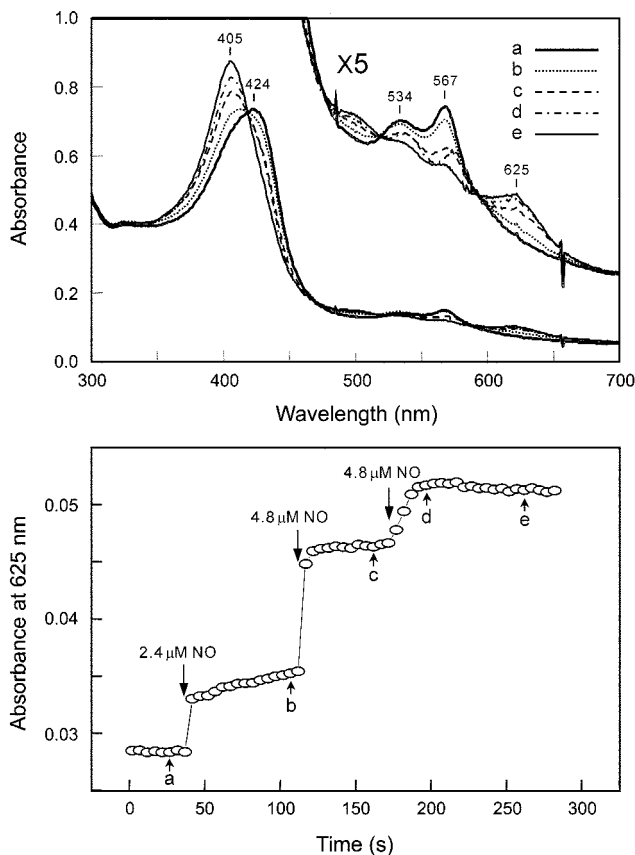 405
424
X5
534
567
625
a
b
c
d
e
1.0
0.8
0.6
0.4
0.2
0.0
Absorbance
300
400
500
600
700
Wavelength (nm)
4.8 μM NO
4.8 μM NO
2.4 μM NO
a
b
c
d
e
0.05
0.04
0.03
Absorbance at 625 nm
0
50
100
150
200
250
300
Time (s)